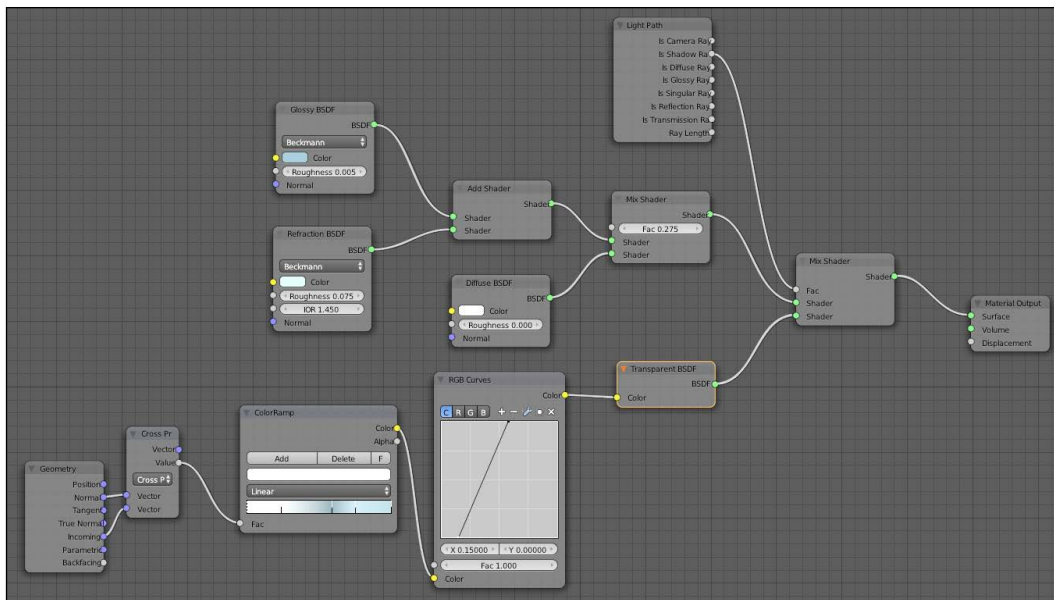 Light Path
Is Camera Ray
Is Shadow Ra
Is Diffuse Ray
Is Glossy Ray
Is Singular Ray
Is Reflection Ray
Is Transmission Ra
Ray Length
Glossy BSDF
BSDF
Beckmann
Color
Roughness 0.005
Normal
Refraction BSDF
BSDF
Beckmann
Color
Roughness 0.075
IOR 1.450
Normal
Add Shader
Shader
Shader
Shader
Diffuse BSDF
BSDF
Color
Roughness 0.000
Normal
Mix Shader
Shader
Fac 0.275
Shader
Shader
Mix Shader
Shader
Fac
Shader
Shader
Material Output
Surface
Volume
Displacement
Transparent BSDF
BSDF
Color
RGB Curves
Color
C R G B
X 0.15000 Y 0.00000
Fac 1.000
Color
ColorRamp
Color
Alpha
Add Delete F
Linear
Fac
Cross Pr
Vector
Value
Cross P
Vector
Vector
Geometry
Position
Normal
Tangen
True Normal
Incoming
Parametric
Backfacing